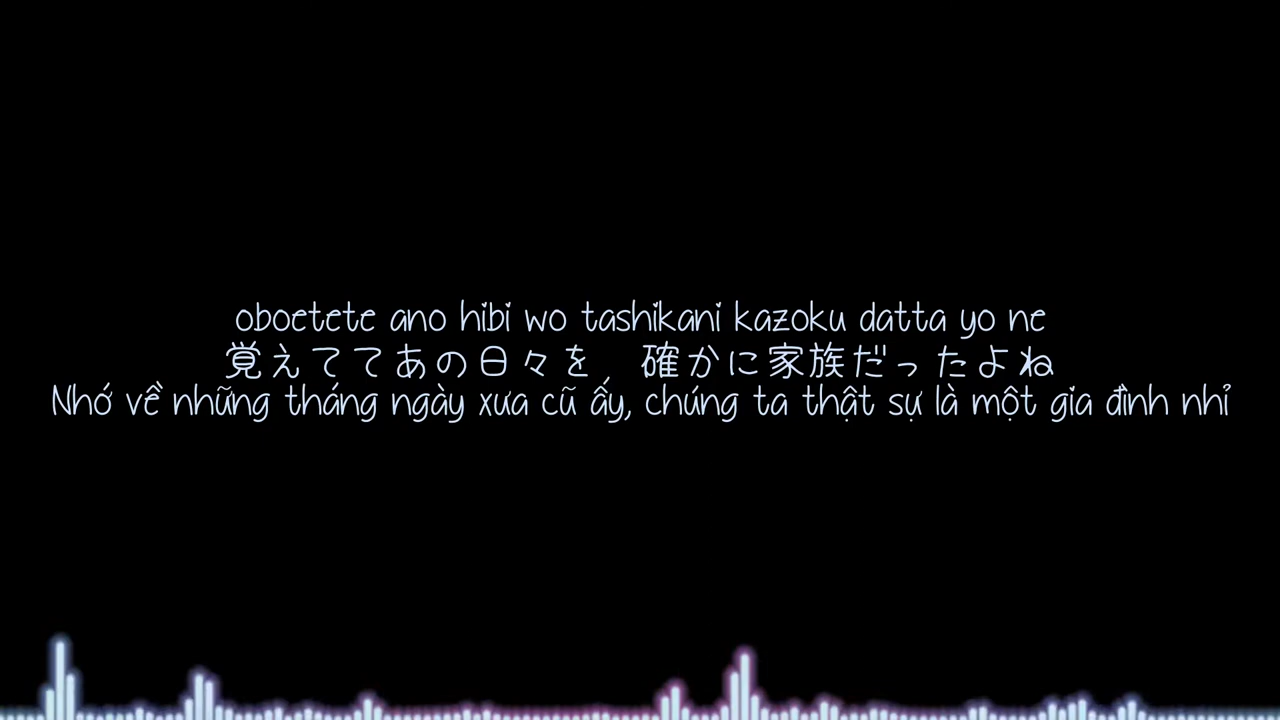 oboetete ano hibi wo tashikani kazoku datta yo ne
覚えててあの日々を, 確かに家族だったよね
Nhớ về những tháng ngày xưa cũ ấy, chúng ta thật sự là một gia đình nhỉ